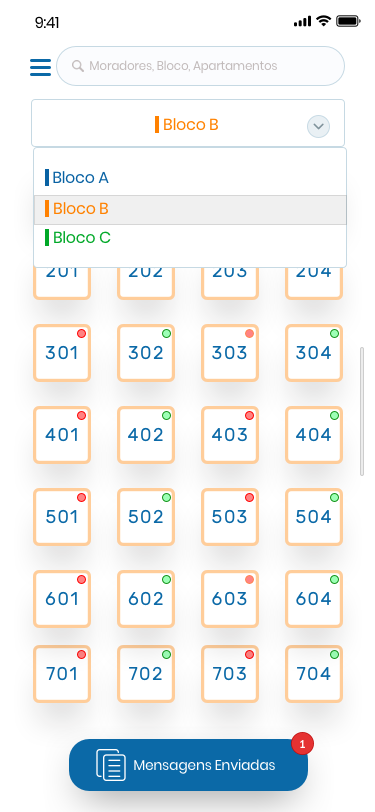 9:41
Moradores, Bloco, Apartamentos
Bloco B
Bloco A
Bloco B
Bloco C
201 202 203 204
301 302 303 304
401 402 403 404
501 502 503 504
601 602 603 604
701 702 703 704
1
Mensagens Enviadas